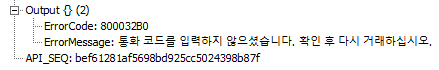 Output {} (2)
ErrorCode: 800032B0
ErrorMessage: 통화 코드를 입력하지 않으셨습니다. 확인 후 다시 거래하십시오.
API_SEQ: bef61281af5698bd925cc5024398b87f